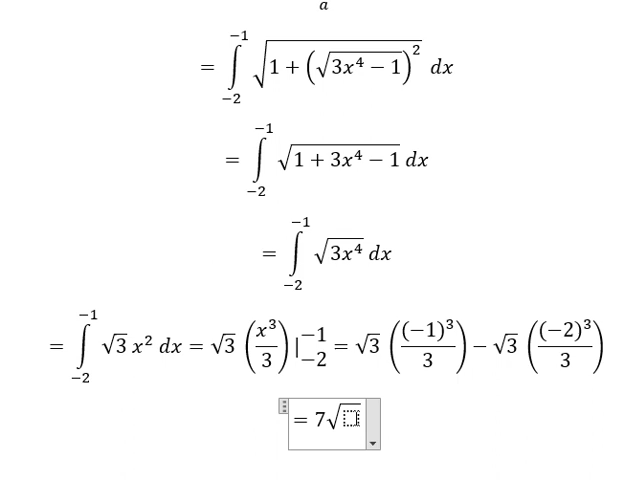 a
= ∫_{-2}^{-1} √(1 + (√(3x⁴ − 1))²) dx
= ∫_{-2}^{-1} √(1 + 3x⁴ − 1) dx
= ∫_{-2}^{-1} √(3x⁴) dx
= ∫_{-2}^{-1} √3 x² dx = √3 (x³/3) |_{-2}^{-1} = √3 ((−1)³/3) − √3 ((−2)³/3)
= 7√